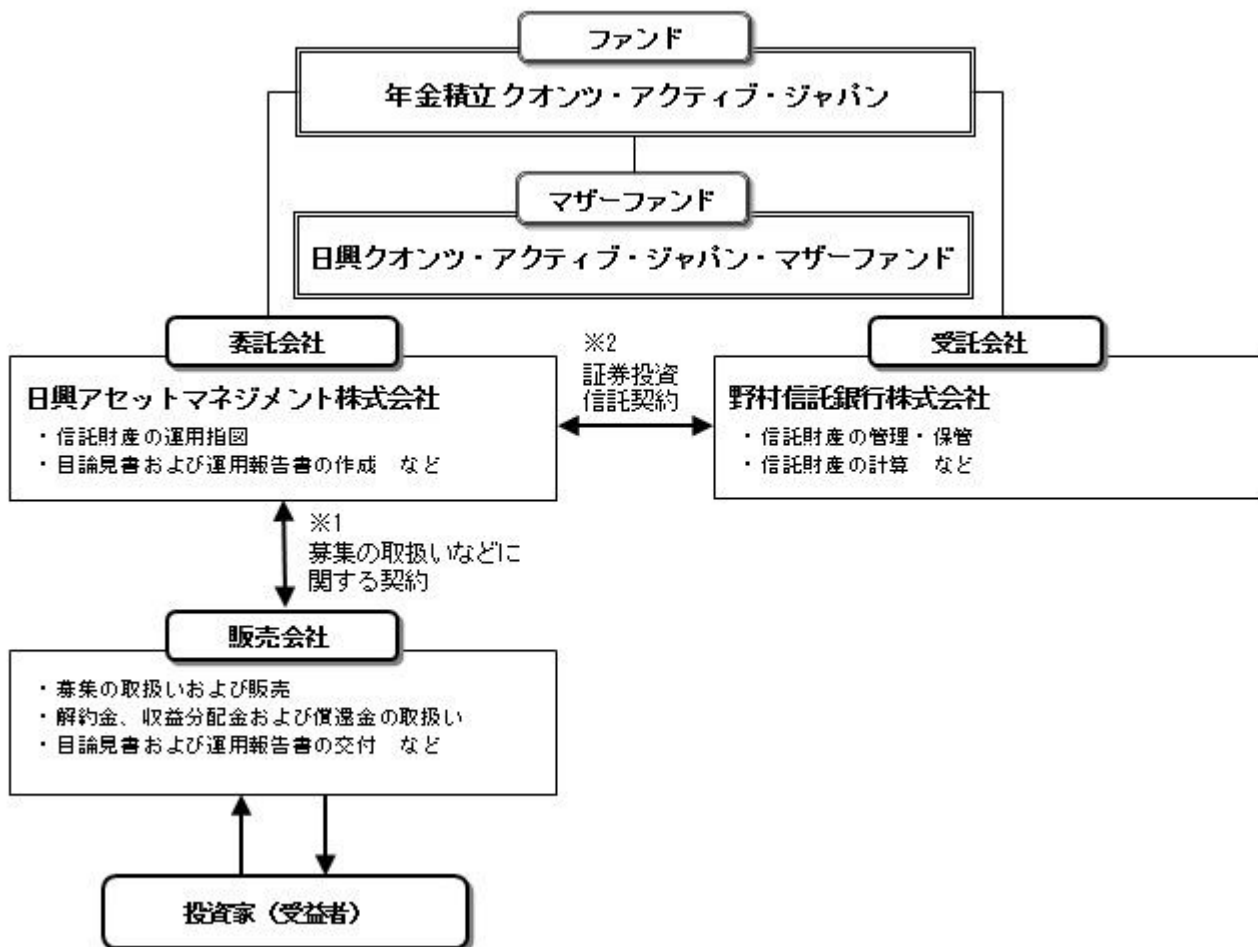 ファンド
年金積立 クオンツ・アクティブ・ジャパン
マザーファンド
日興クオンツ・アクティブ・ジャパン・マザーファンド
委託会社
日興アセットマネジメント株式会社
・信託財産の運用指図
・目論見書および運用報告書の作成　など
※2
証券投資
信託契約
受託会社
野村信託銀行株式会社
・信託財産の管理・保管
・信託財産の計算　など
※1
募集の取扱いなどに
関する契約
販売会社
・募集の取扱いおよび販売
・解約金、収益分配金および償還金の取扱い
・目論見書および運用報告書の交付　など
投資家（受益者）